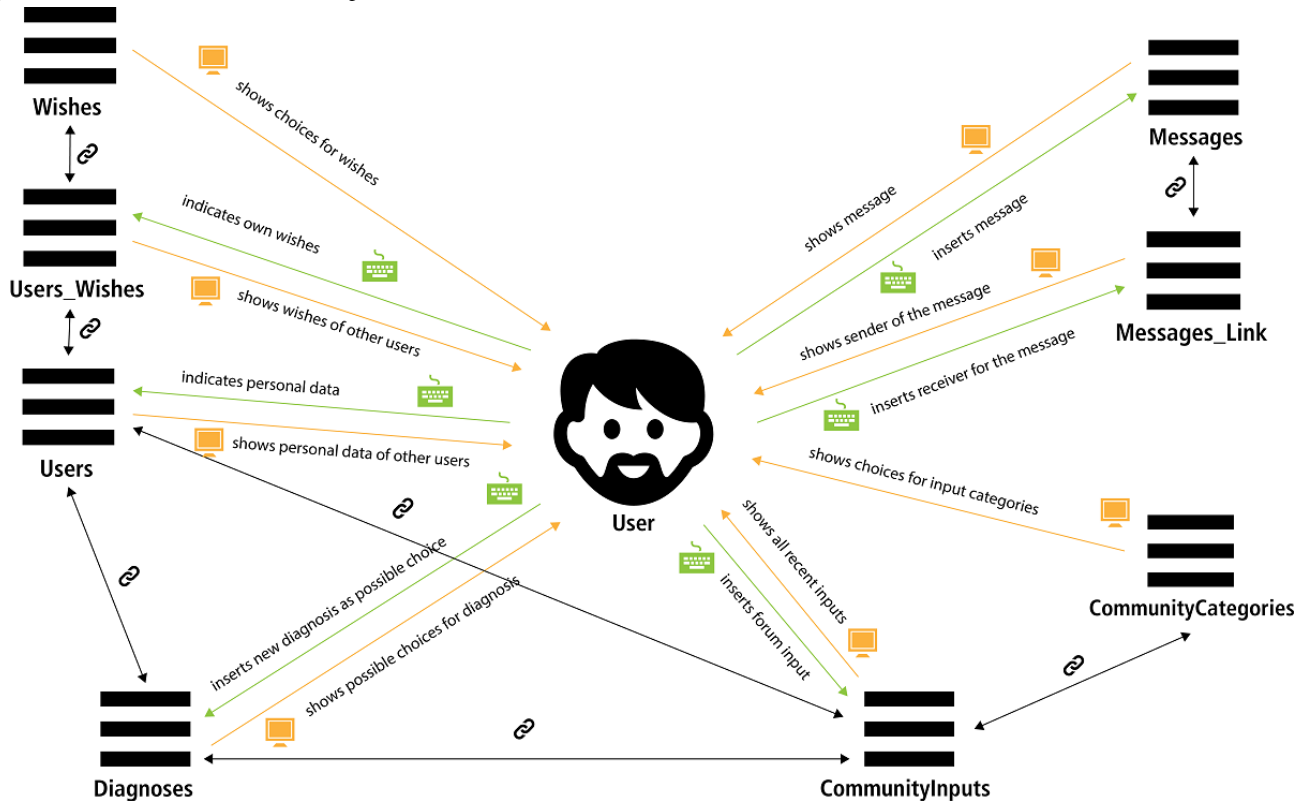 shows choices for wishes
Wishes
indicates own wishes
Users_Wishes
shows wishes of other users
indicates personal data
shows personal data of other users
Users
User
shows message
inserts message
Messages
shows sender of the message
inserts receiver for the message
Messages_Link
shows choices for input categories
CommunityCategories
shows all recent inputs
inserts forum input
inserts new diagnosis as possible choice
shows possible choices for diagnosis
Diagnoses
CommunityInputs